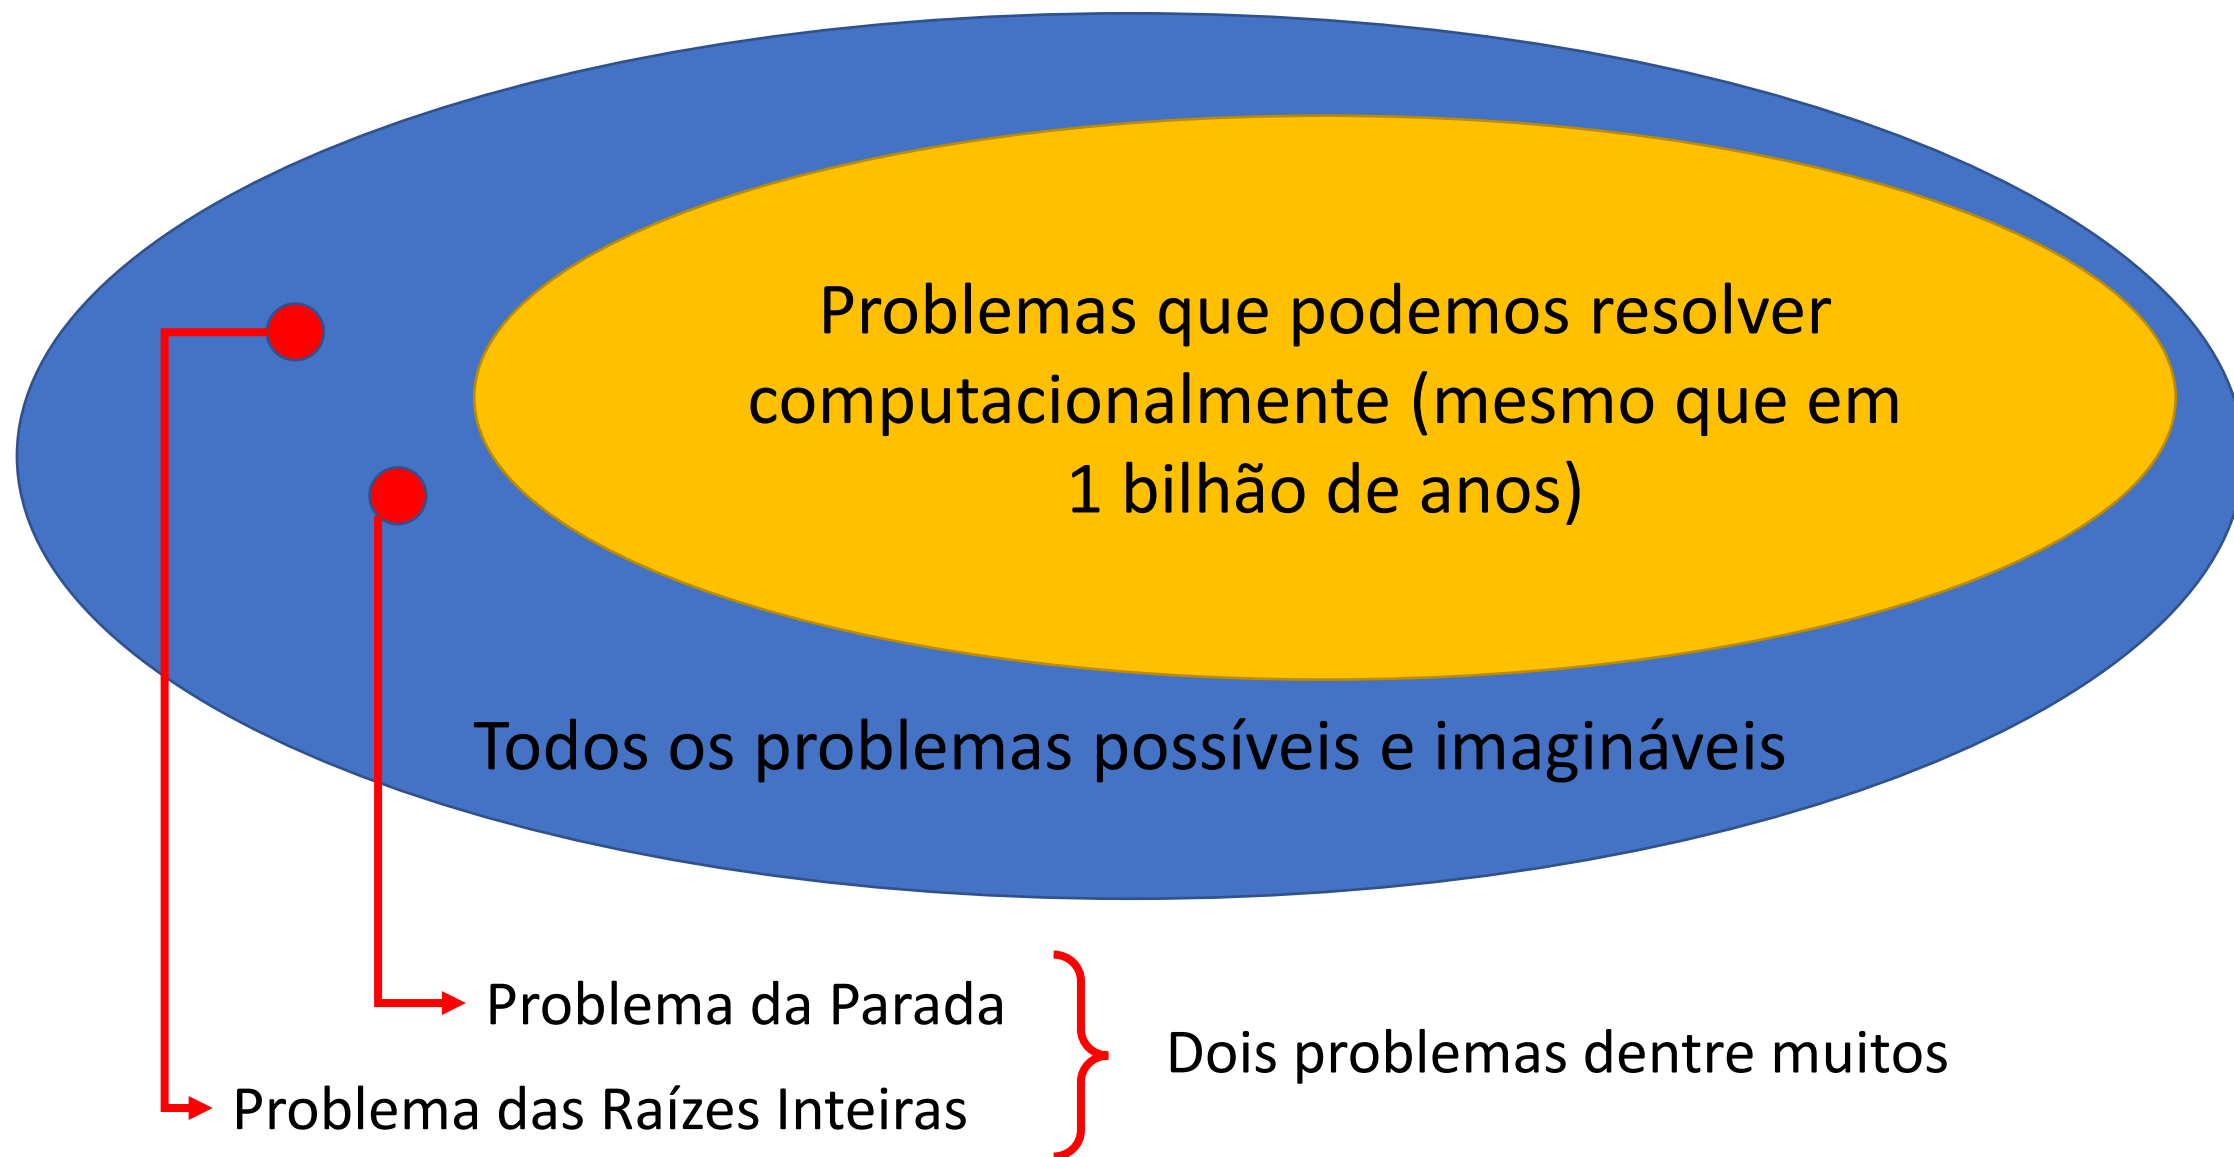 Problemas que podemos resolver
computacionalmente (mesmo que em
1 bilhão de anos)
Todos os problemas possíveis e imagináveis
Problema da Parada
Dois problemas dentre muitos
Problema das Raízes Inteiras